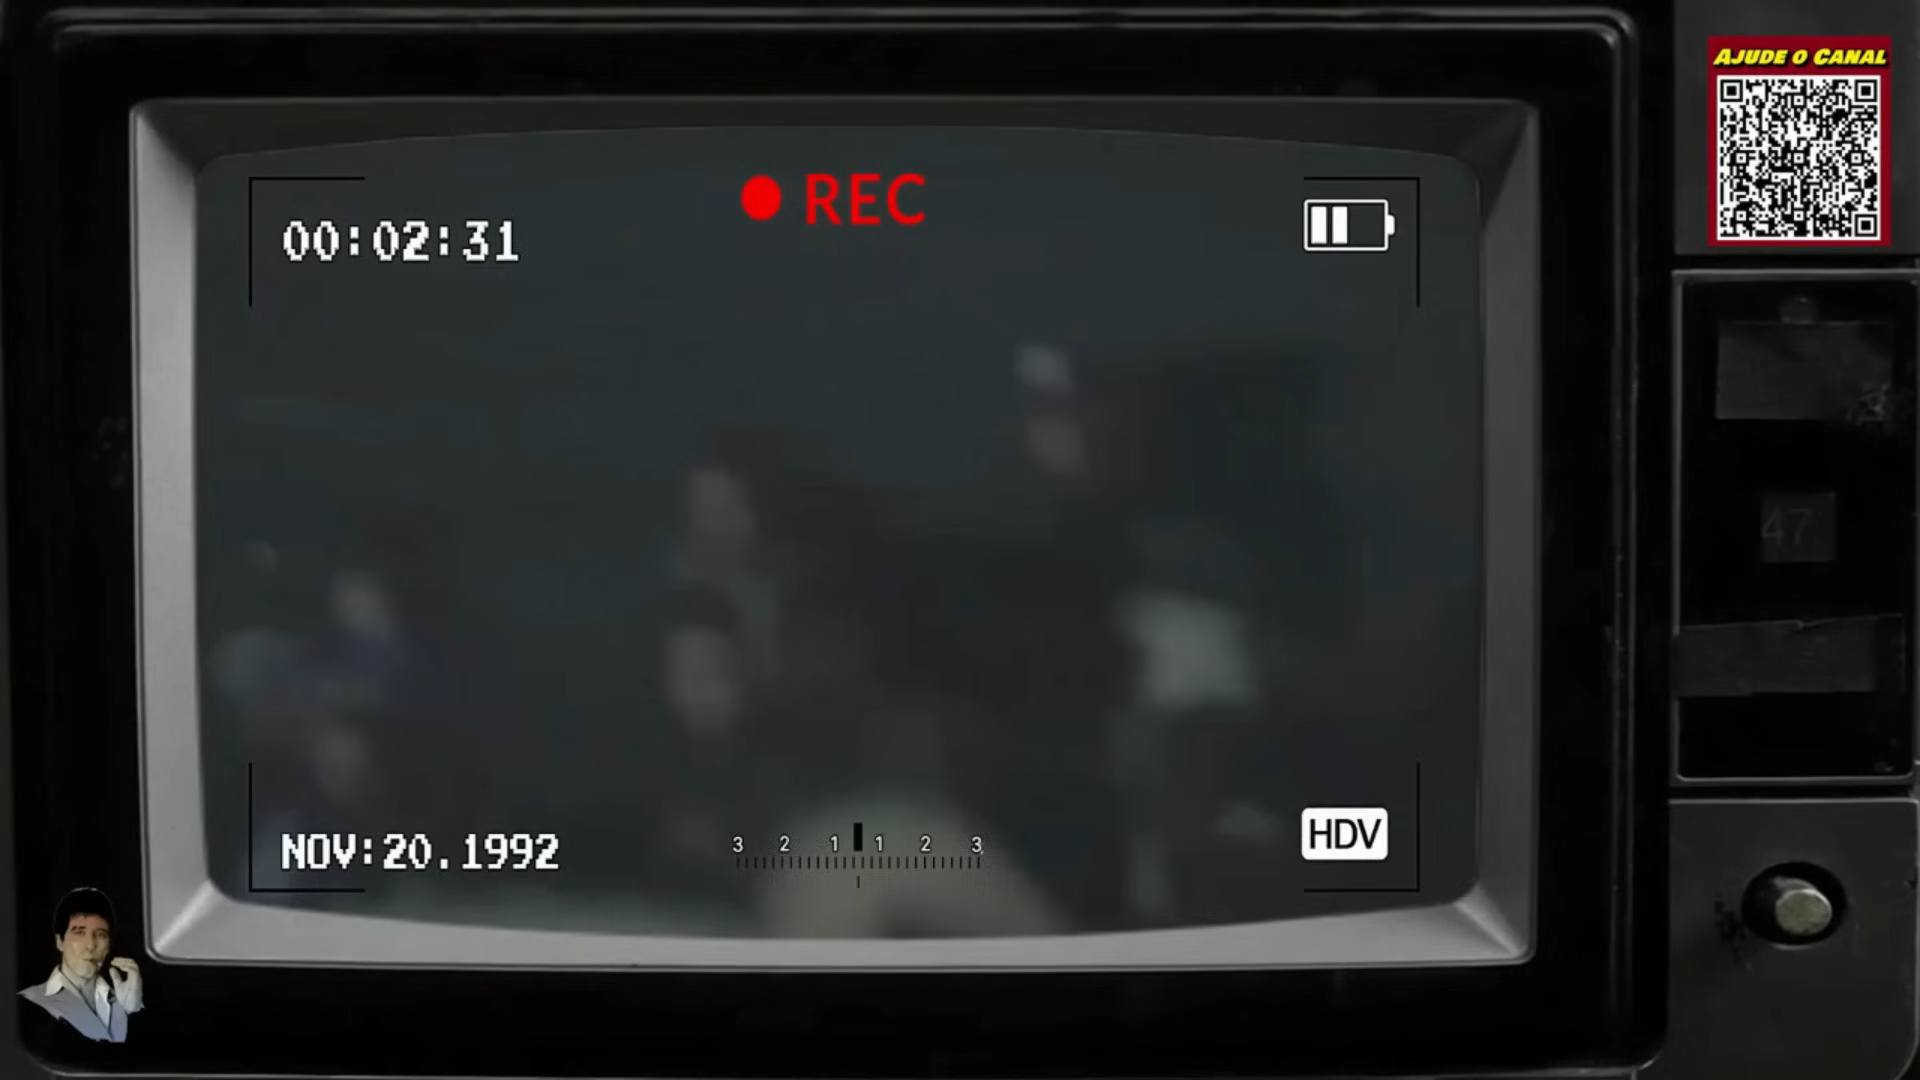 AJUDE O CANAL
REC
00:02:31
47
3 2 1 1 2 3
NOV:20.1992
HDV